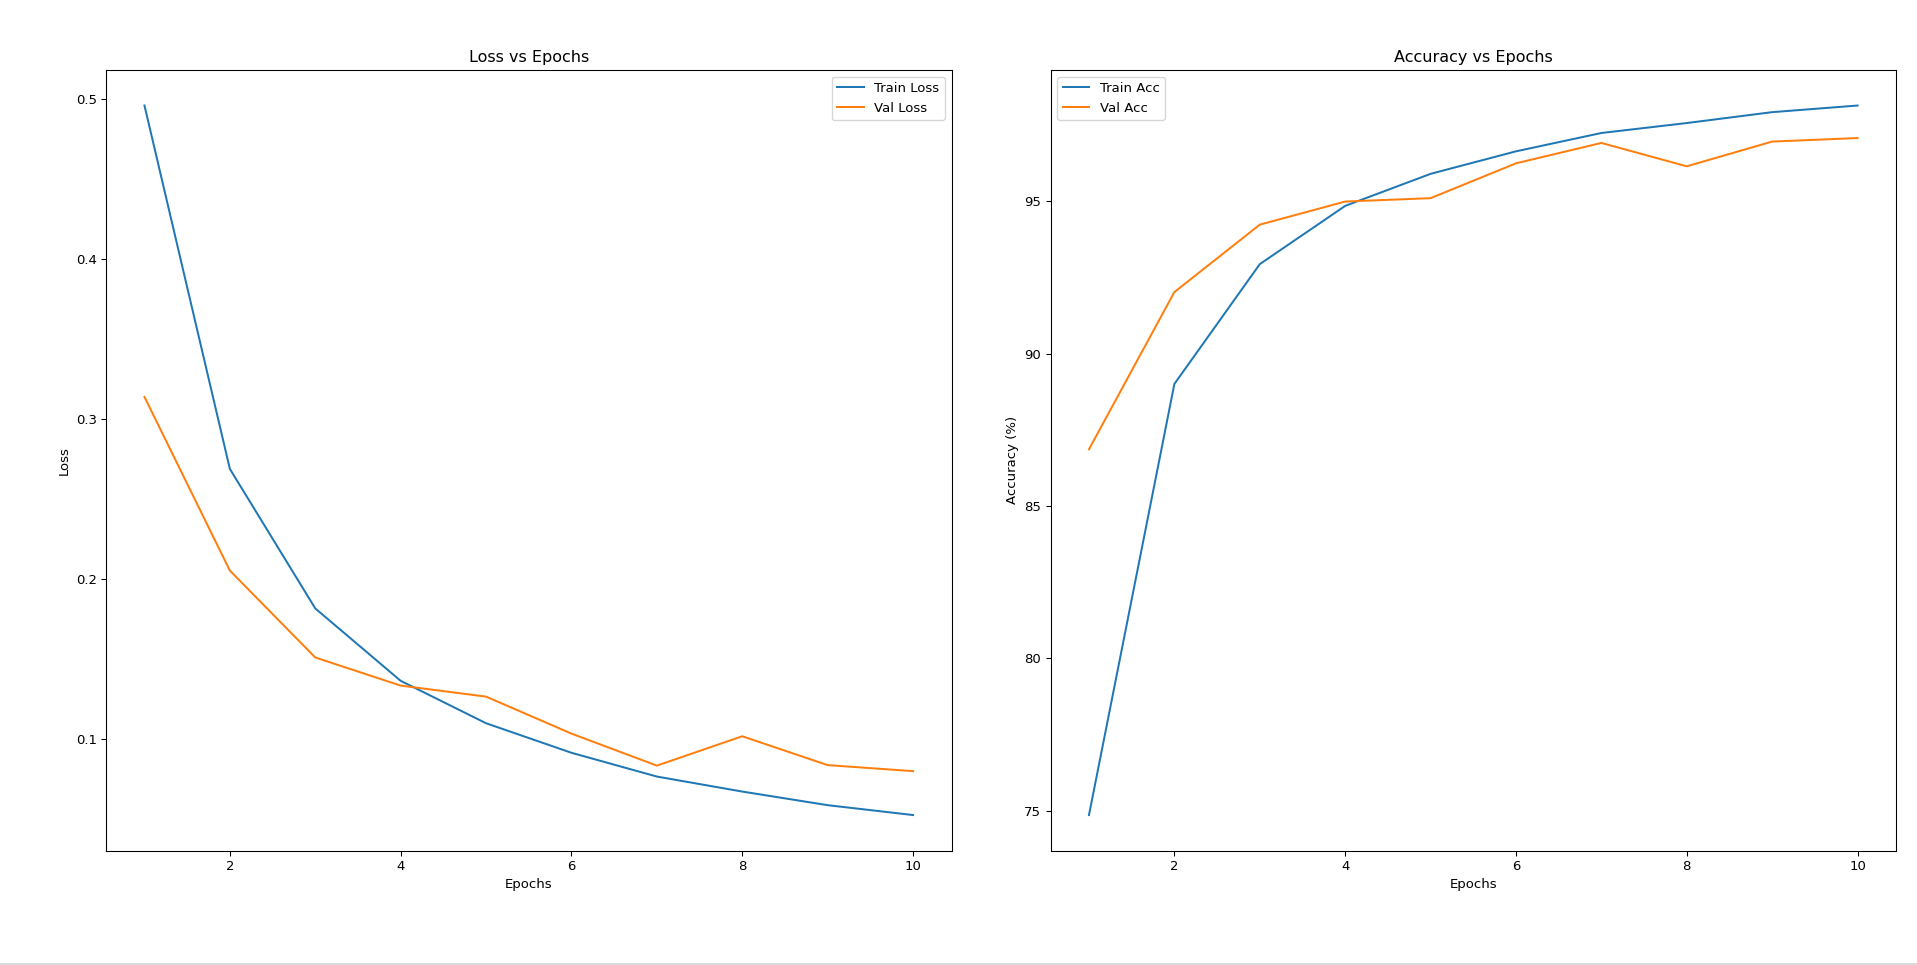 Loss vs Epochs
Train Loss
Val Loss
0.5
0.4
0.3
0.2
0.1
Loss
2 4 6 8 10
Epochs
Accuracy vs Epochs
Train Acc
Val Acc
95
90
85
80
75
Accuracy (%)
2 4 6 8 10
Epochs